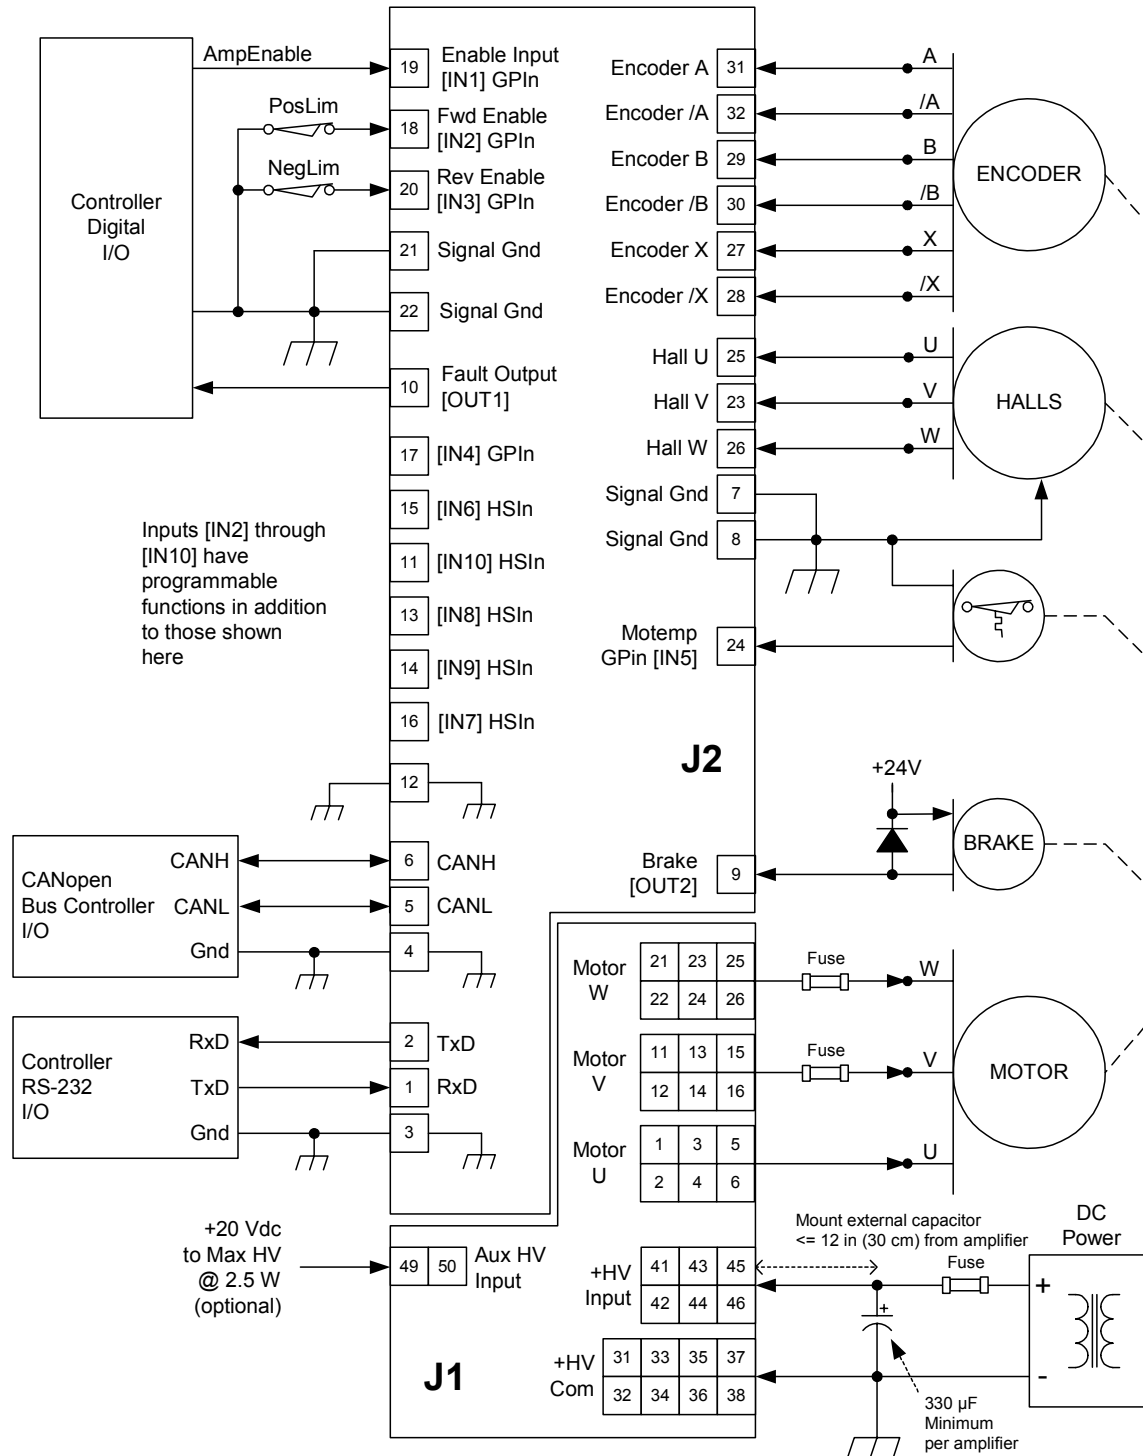 AmpEnable
19
Enable Input
[IN1] GPIn
PosLim
18
Fwd Enable
[IN2] GPIn
NegLim
20
Rev Enable
[IN3] GPIn
Controller
Digital
I/O
21
Signal Gnd
22
Signal Gnd
10
Fault Output
[OUT1]
17
[IN4] GPIn
15
[IN6] HSIn
11
[IN10] HSIn
13
[IN8] HSIn
14
[IN9] HSIn
16
[IN7] HSIn
12
Inputs [IN2] through
[IN10] have
programmable
functions in addition
to those shown
here
CANopen
Bus Controller
I/O
CANH
6
CANH
CANL
5
CANL
Gnd
4
Controller
RS-232
I/O
RxD
2
TxD
TxD
1
RxD
Gnd
3
Encoder A
31
A
Encoder /A
32
/A
Encoder B
29
B
Encoder /B
30
/B
Encoder X
27
X
Encoder /X
28
/X
ENCODER
Hall U
25
U
Hall V
23
V
Hall W
26
W
HALLS
Signal Gnd
7
Signal Gnd
8
Motemp
GPin [IN5]
24
J2
+24V
BRAKE
Brake
[OUT2]
9
Motor
W
21 23 25
22 24 26
Fuse
W
Motor
V
11 13 15
12 14 16
Fuse
V
MOTOR
Motor
U
1 3 5
2 4 6
U
+20 Vdc
to Max HV
@ 2.5 W
(optional)
49 50
Aux HV
Input
Mount external capacitor
<= 12 in (30 cm) from amplifier
DC
Power
+HV
Input
41 43 45
42 44 46
Fuse
+
+
J1
+HV
Com
31 33 35 37
32 34 36 38
-
330 µF
Minimum
per amplifier